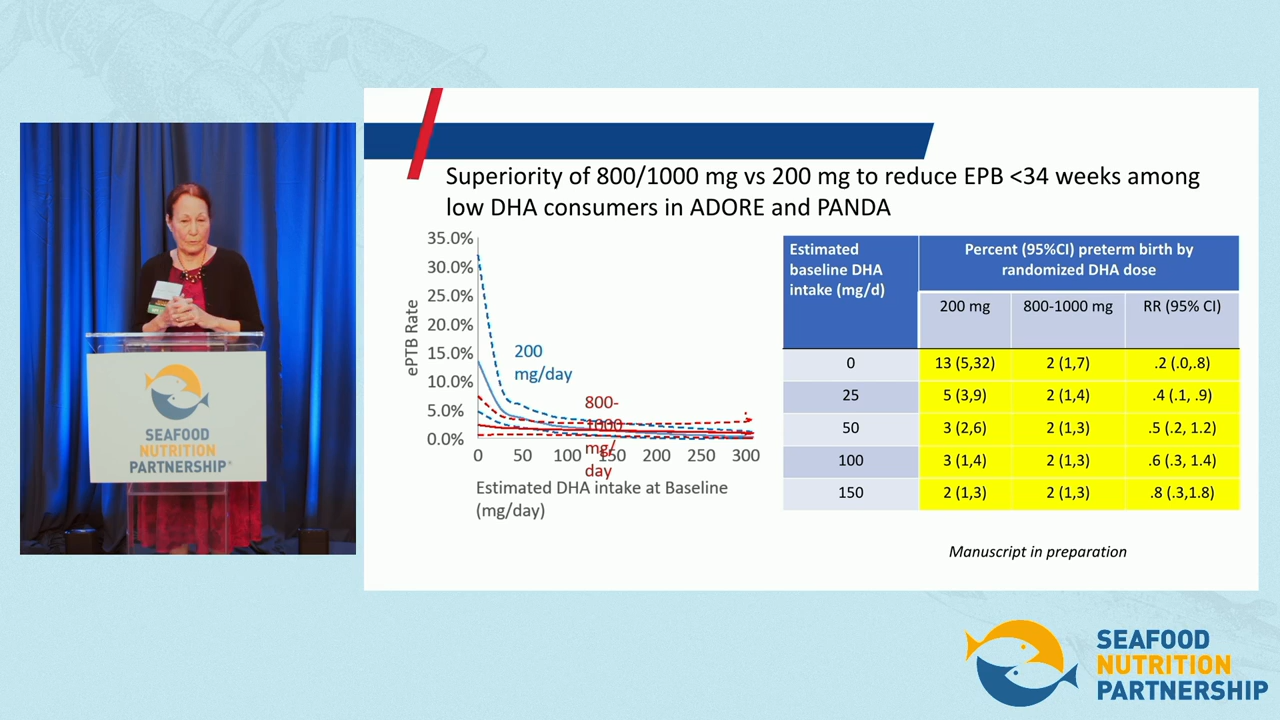 Superiority of 800/1000 mg vs 200 mg to reduce EPB <34 weeks among
low DHA consumers in ADORE and PANDA
35.0%
30.0%
25.0%
20.0%
15.0%
10.0%
5.0%
0.0%
ePTB Rate
200
mg/day
800-
1000
mg/
day
0 50 100 150 200 250 300
Estimated DHA intake at Baseline
(mg/day)
Estimated
baseline DHA
intake (mg/d)
Percent (95%CI) preterm birth by
randomized DHA dose
200 mg 800-1000 mg RR (95% CI)
0 13 (5,32) 2 (1,7) .2 (.0,.8)
25 5 (3,9) 2 (1,4) .4 (.1, .9)
50 3 (2,6) 2 (1,3) .5 (.2, 1.2)
100 3 (1,4) 2 (1,3) .6 (.3, 1.4)
150 2 (1,3) 2 (1,3) .8 (.3,1.8)
Manuscript in preparation
SEAFOOD
NUTRITION
PARTNERSHIP®
SEAFOOD
NUTRITION
PARTNERSHIP